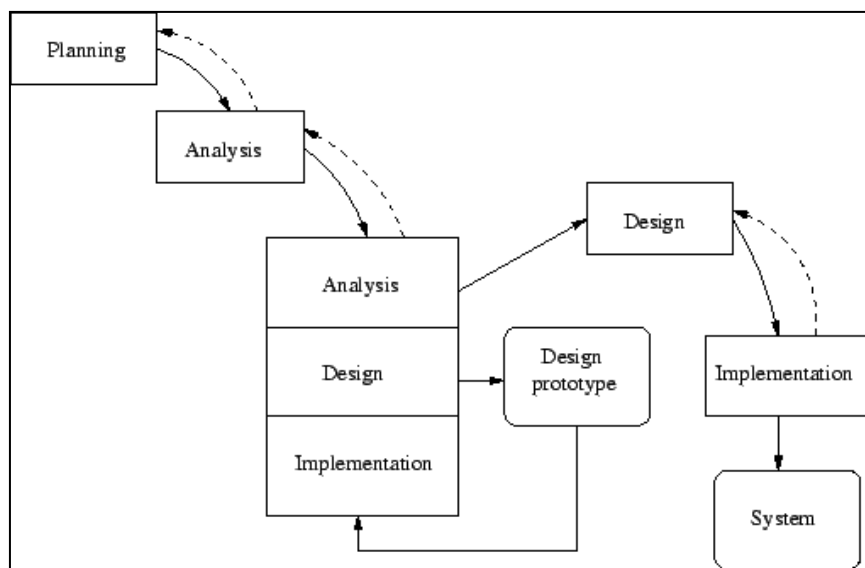 Planning
Analysis
Analysis
Design
Implementation
Design
prototype
Design
Implementation
System